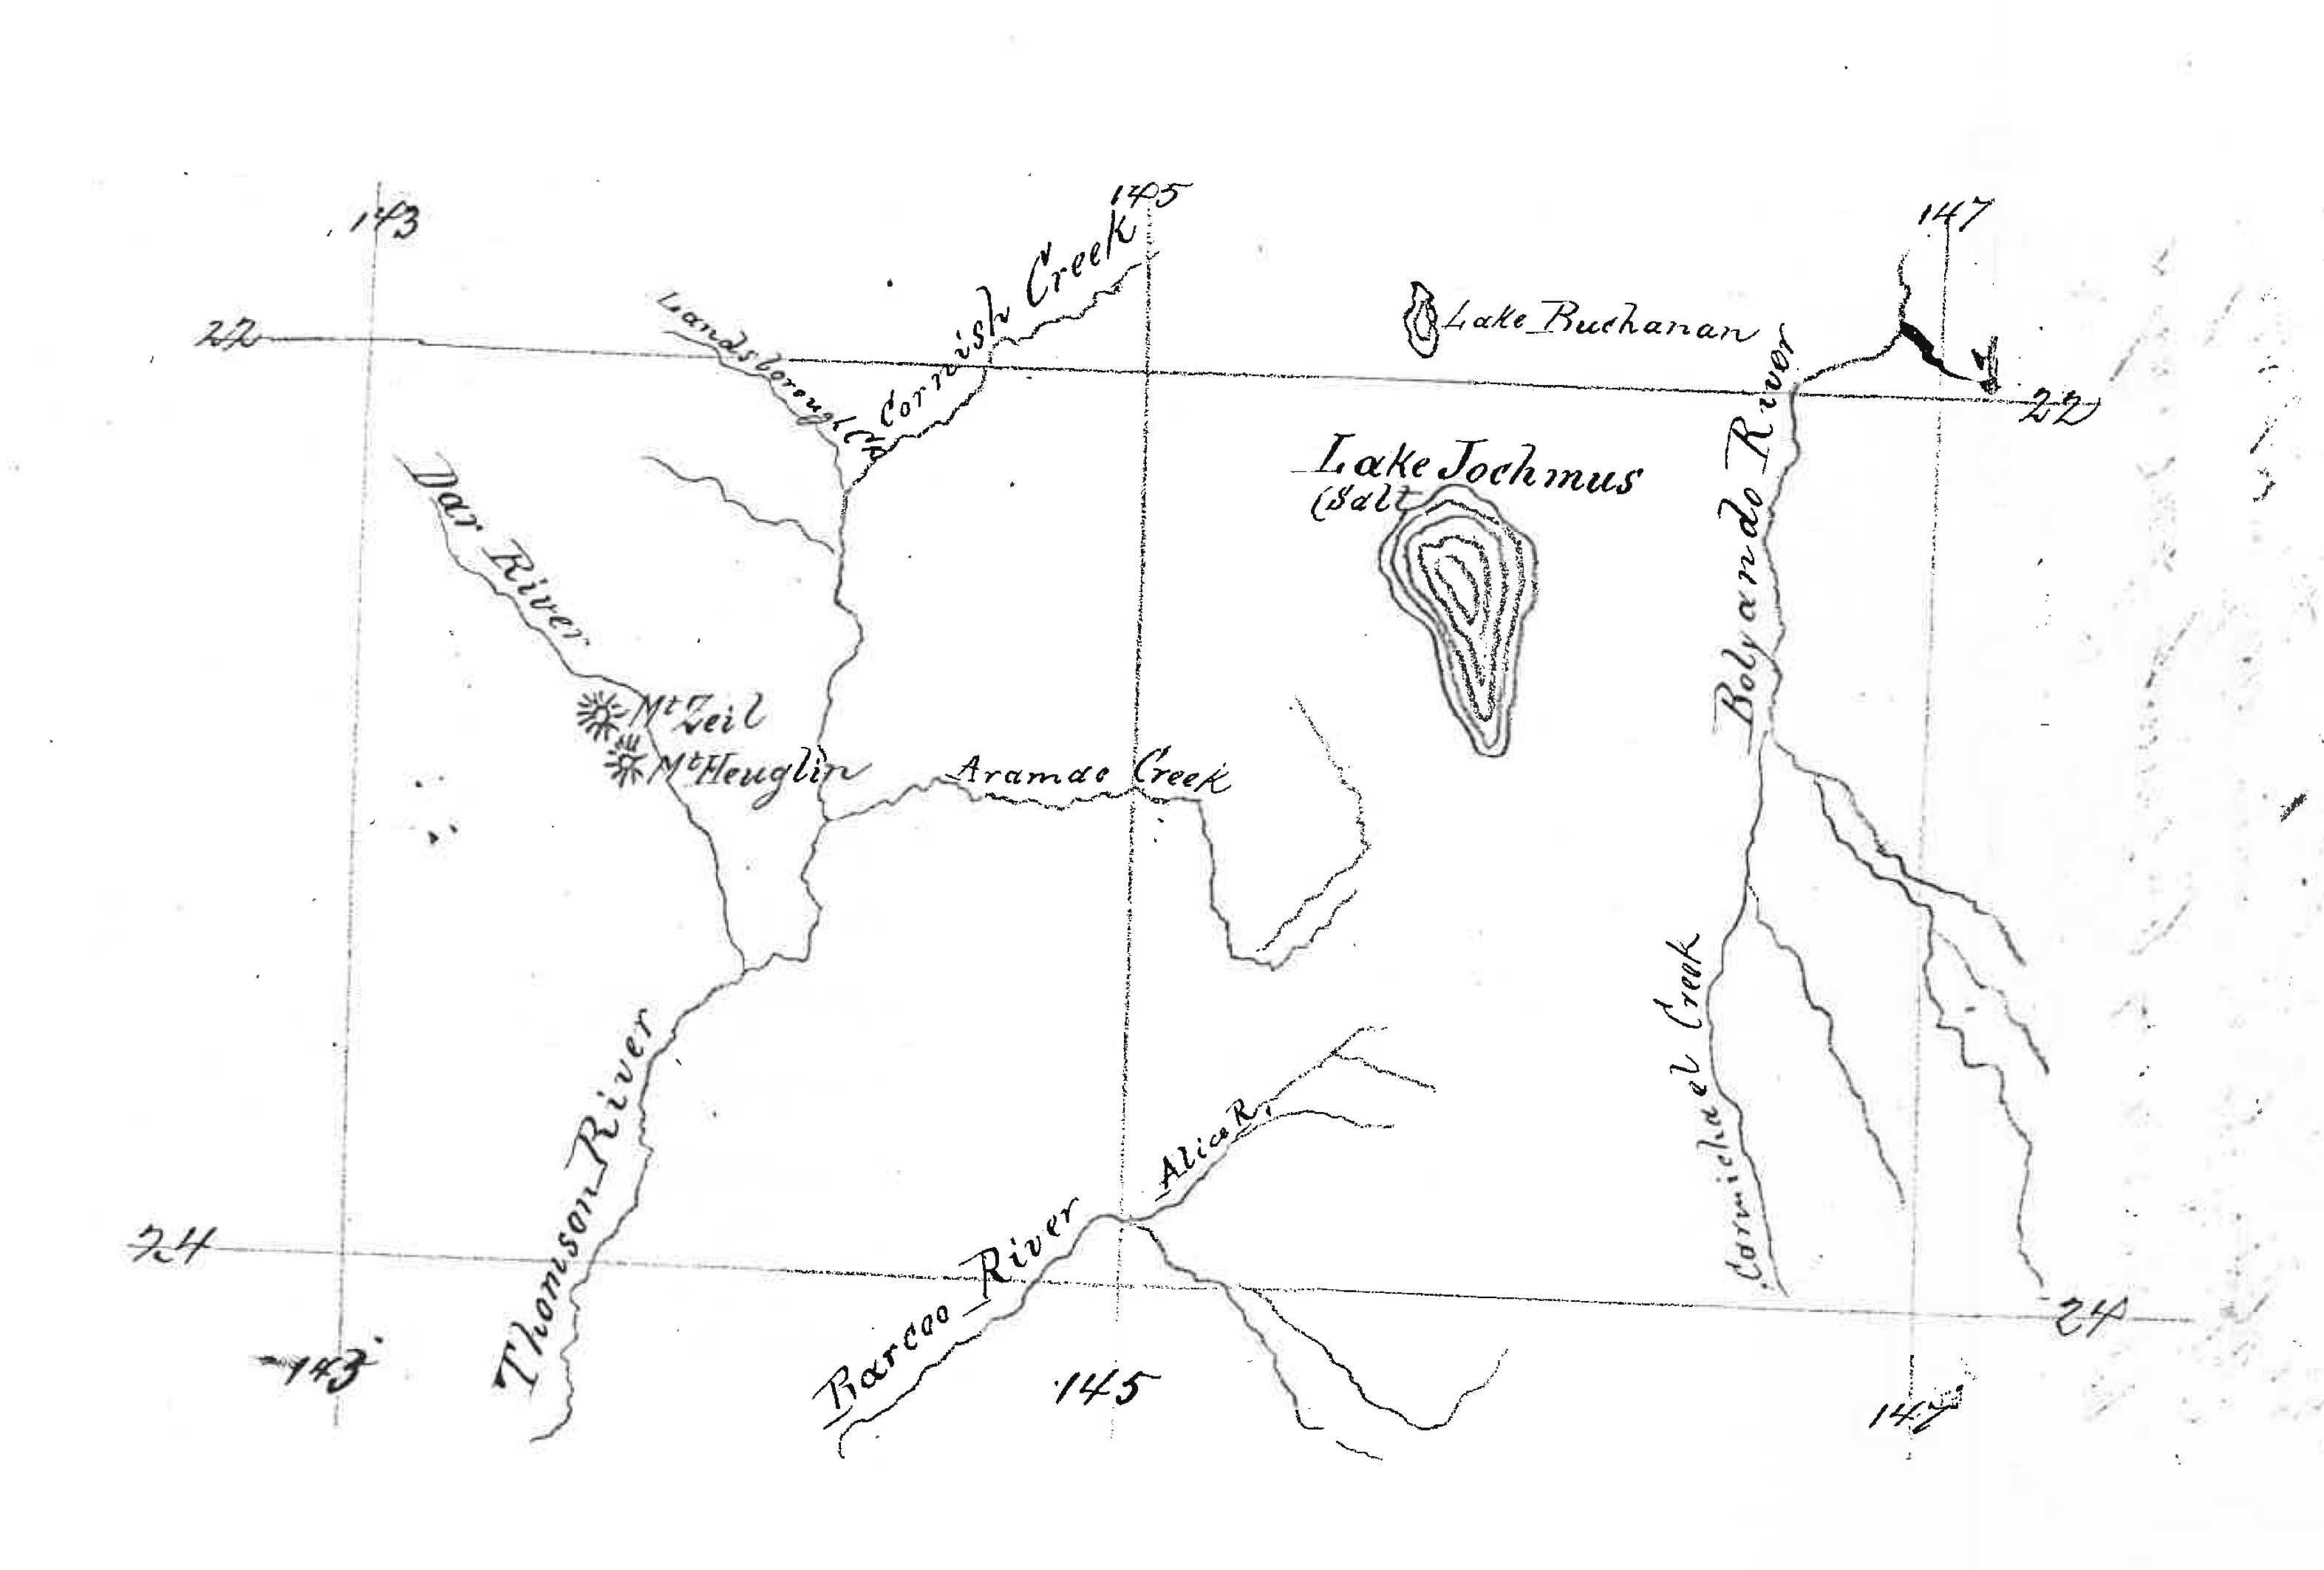 143
145
147
22
Landsborough Ck
Cornish Creek
Lake Buchanan
22
Lake Jochmus
(Salt
Dar River
Bolyando River
Mt Zeil
Mt Heuglin
Aramac Creek
Carmichael Creek
Thomson River
Alice R.
Barcoo River
24
24
143
145
147